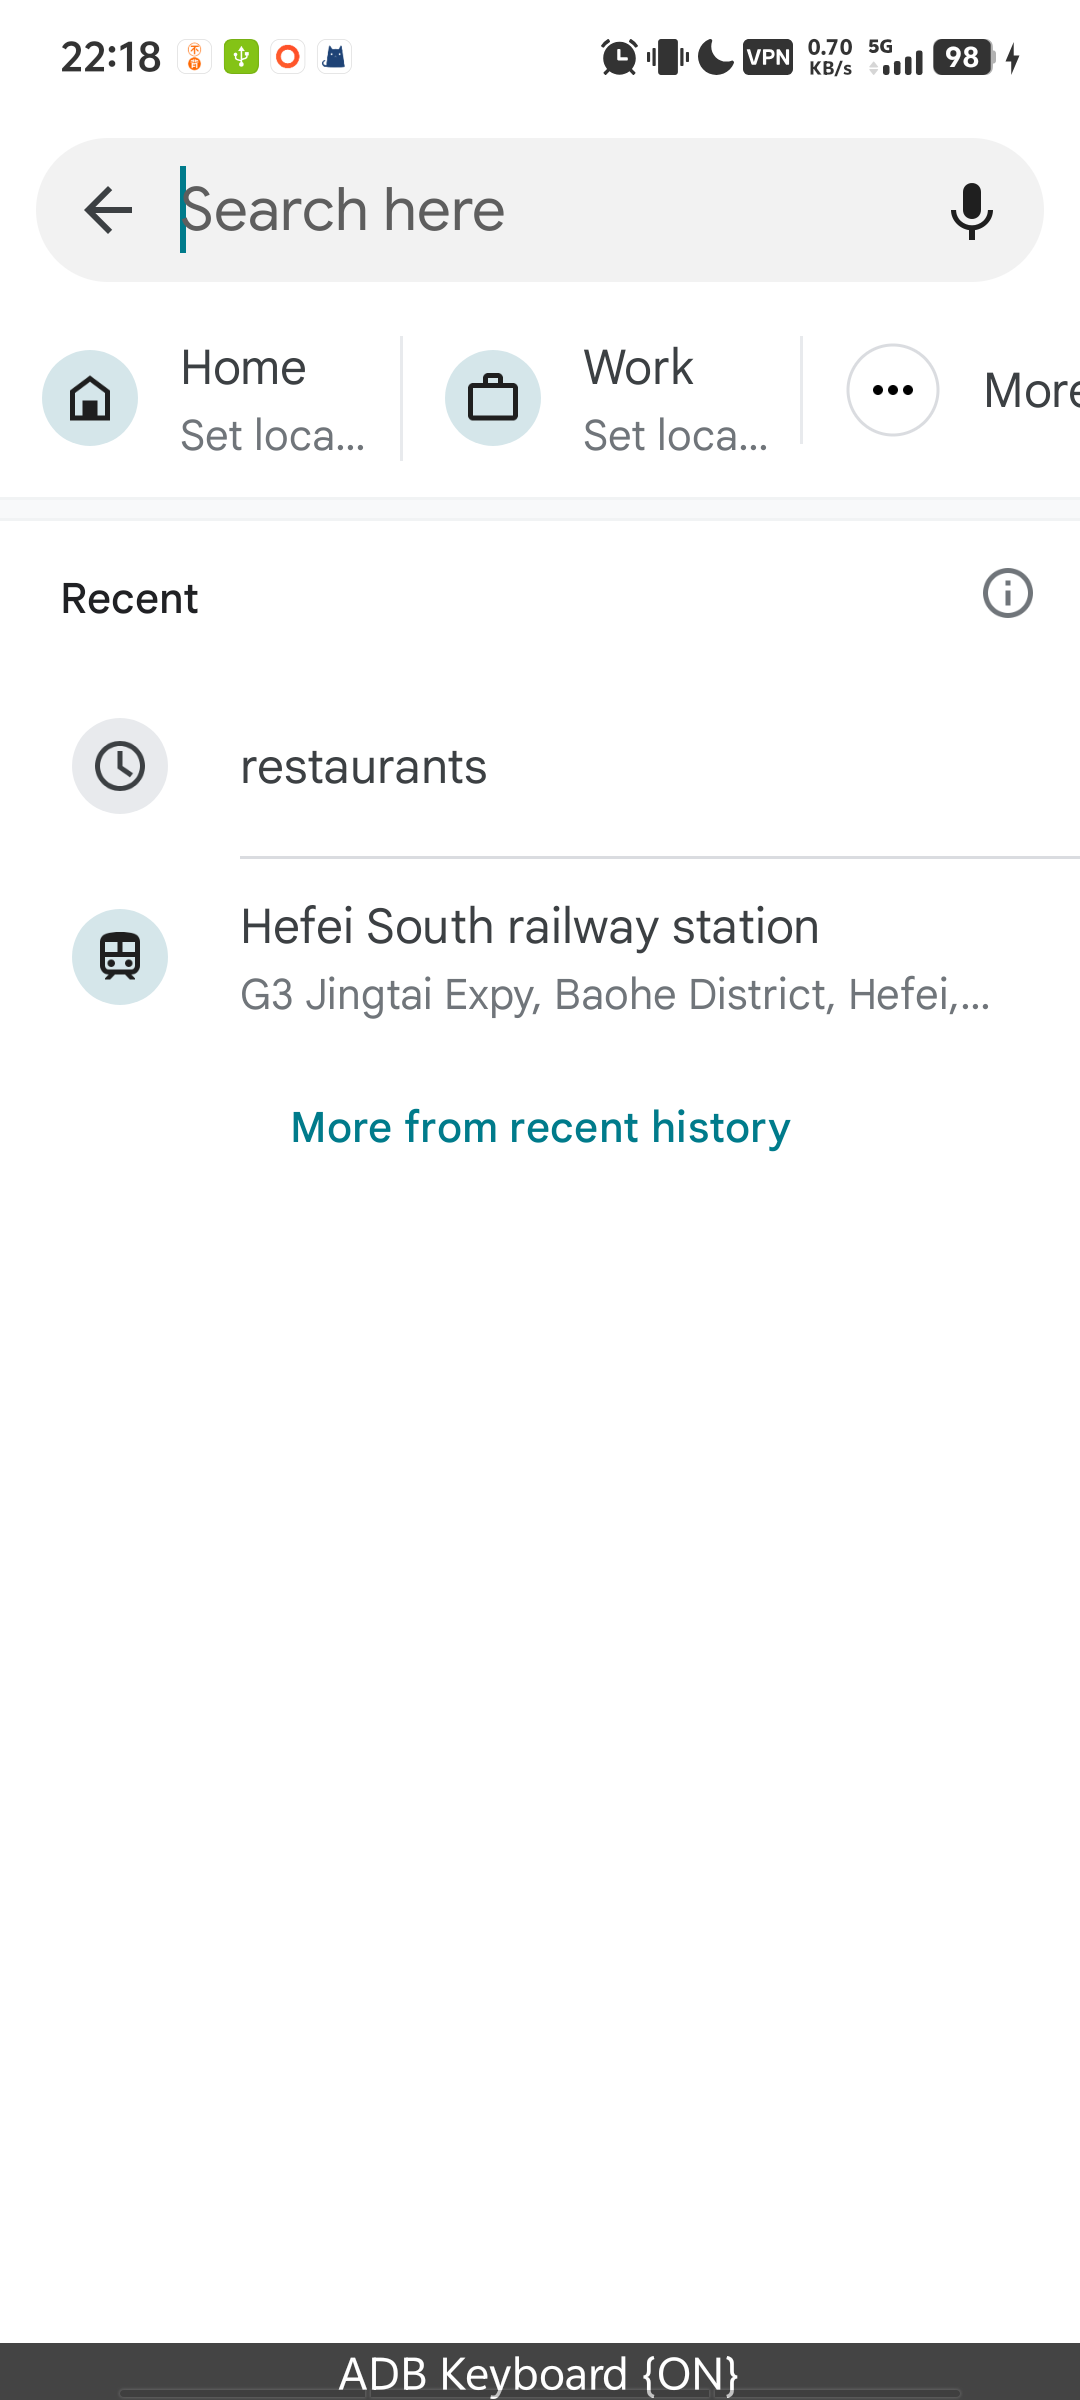 22:18
VPN 0.70 KB/s 5G 98
Search here
Home
Set loca...
Work
Set loca...
More
Recent
restaurants
Hefei South railway station
G3 Jingtai Expy, Baohe District, Hefei,...
More from recent history
ADB Keyboard {ON}